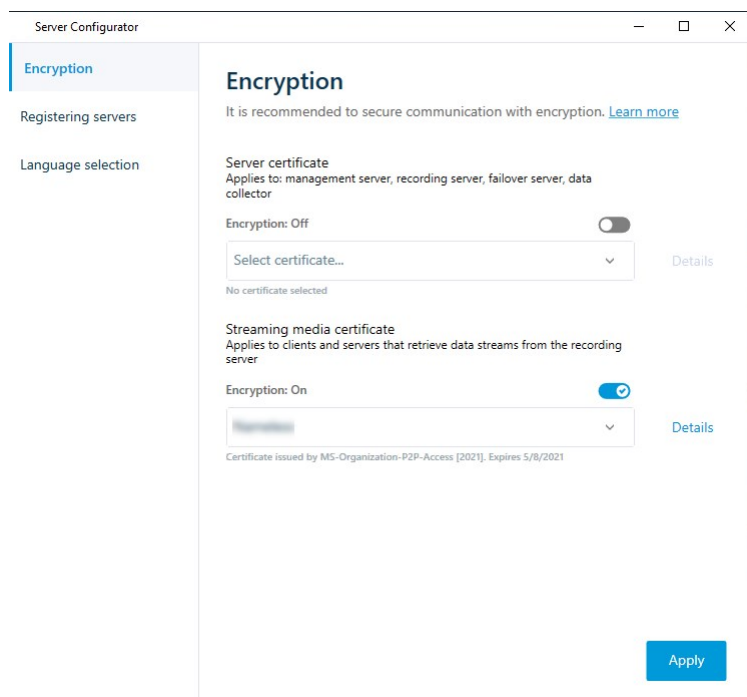 Server Configurator
Encryption
Registering servers
Language selection
Encryption
It is recommended to secure communication with encryption. Learn more
Server certificate
Applies to: management server, recording server, failover server, data
collector
Encryption: Off
Select certificate...
Details
No certificate selected
Streaming media certificate
Applies to clients and servers that retrieve data streams from the recording
server
Encryption: On
Details
Certificate issued by MS-Organization-P2P-Access [2021]. Expires 5/8/2021
Apply